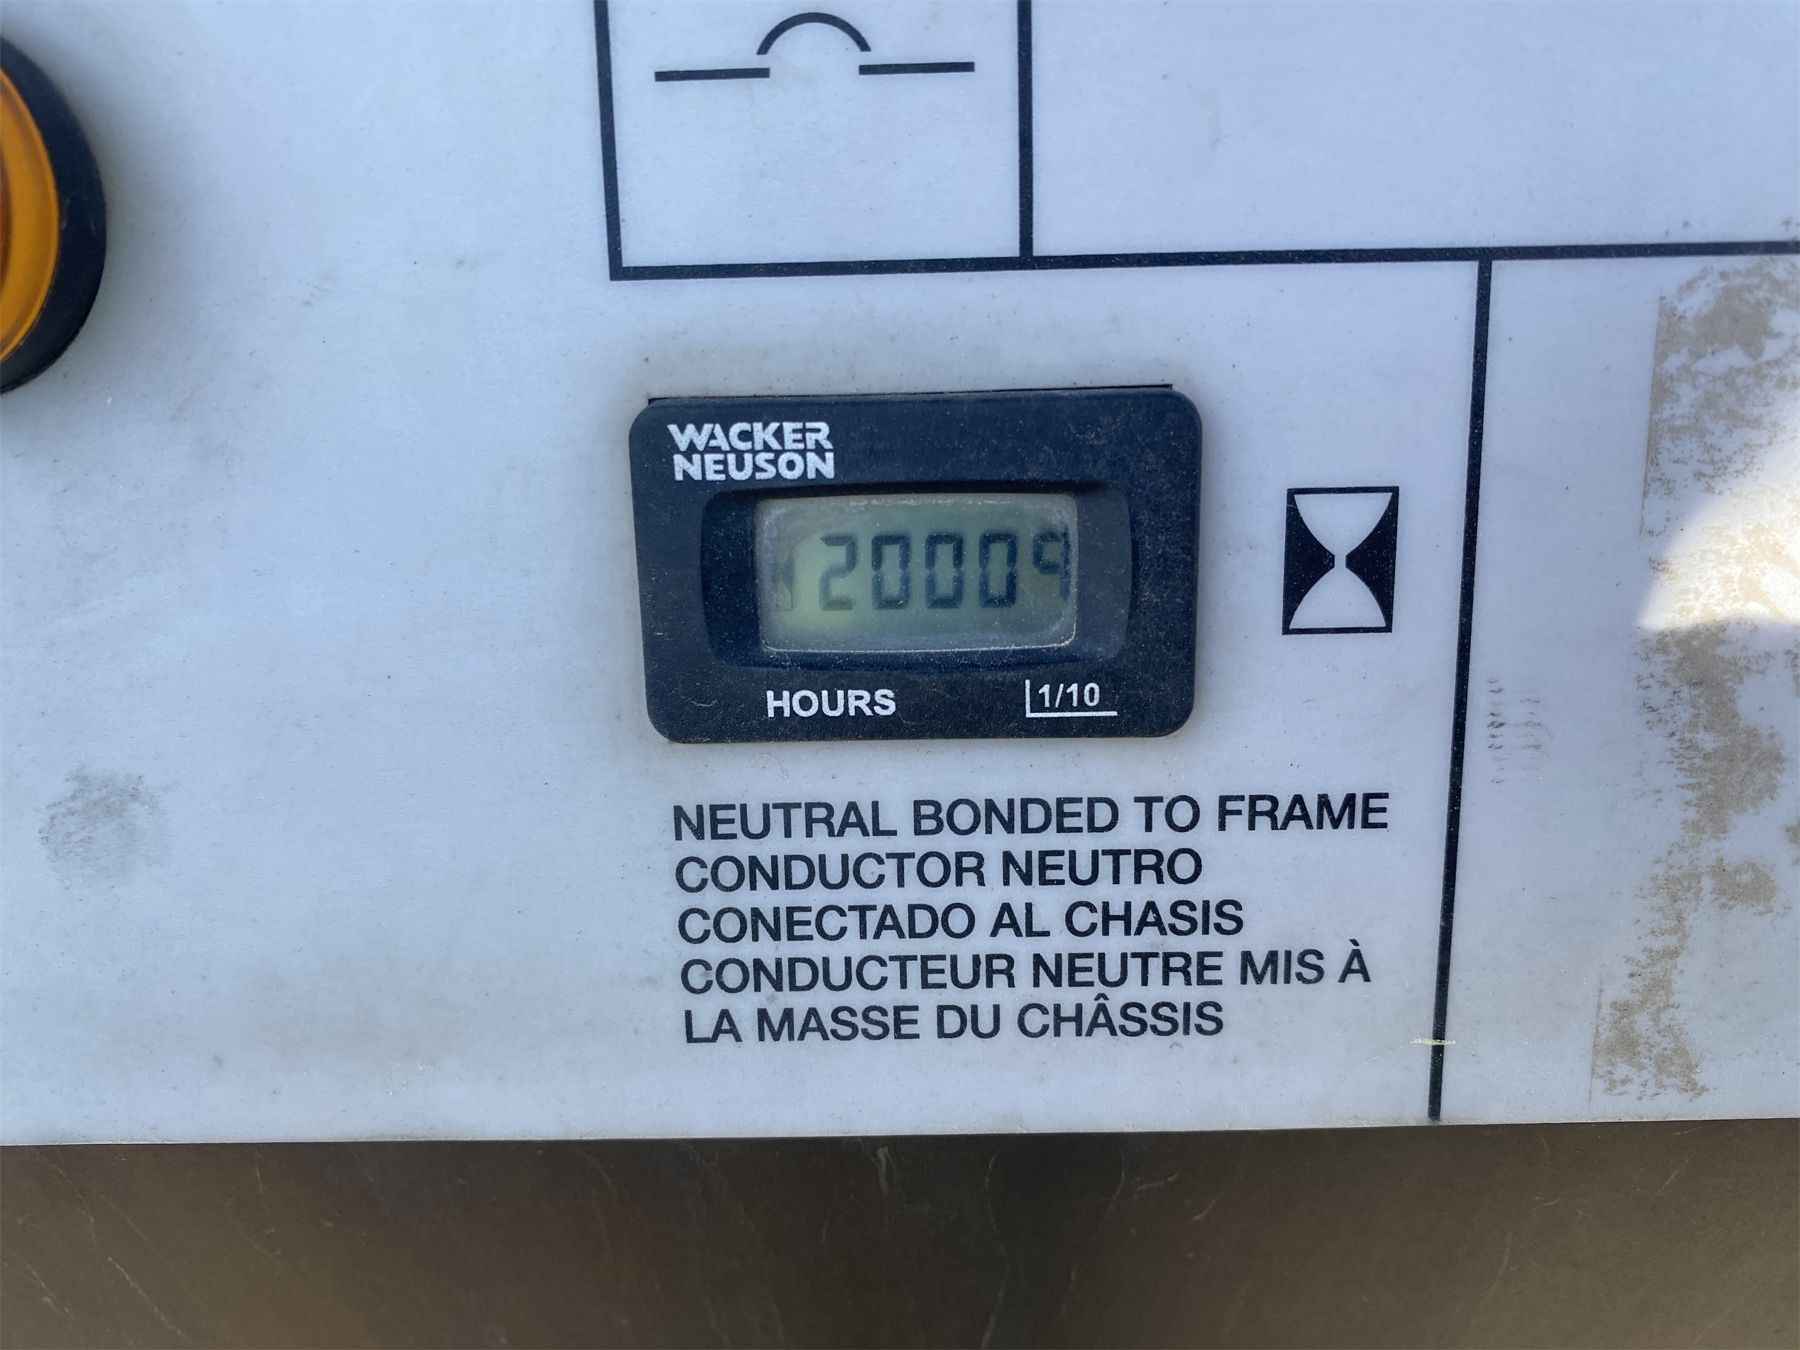 WACKER
NEUSON
20009
HOURS
1/10
NEUTRAL BONDED TO FRAME
CONDUCTOR NEUTRO
CONECTADO AL CHASIS
CONDUCTEUR NEUTRE MIS À
LA MASSE DU CHÂSSIS